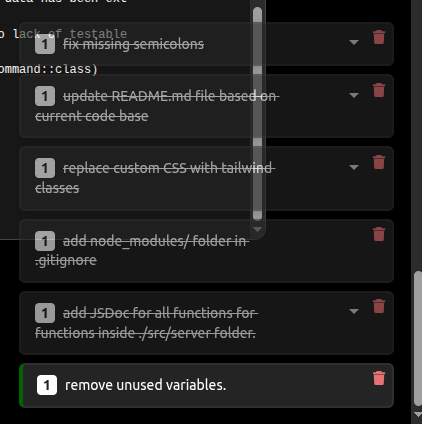 data has been ext
o lack of testable
1 fix missing semicolons
ommand::class)
1 update README.md file based on
current code base
1 replace custom CSS with tailwind
classes
1 add node_modules/ folder in
.gitignore
1 add JSDoc for all functions for
functions inside ./src/server folder.
1 remove unused variables.